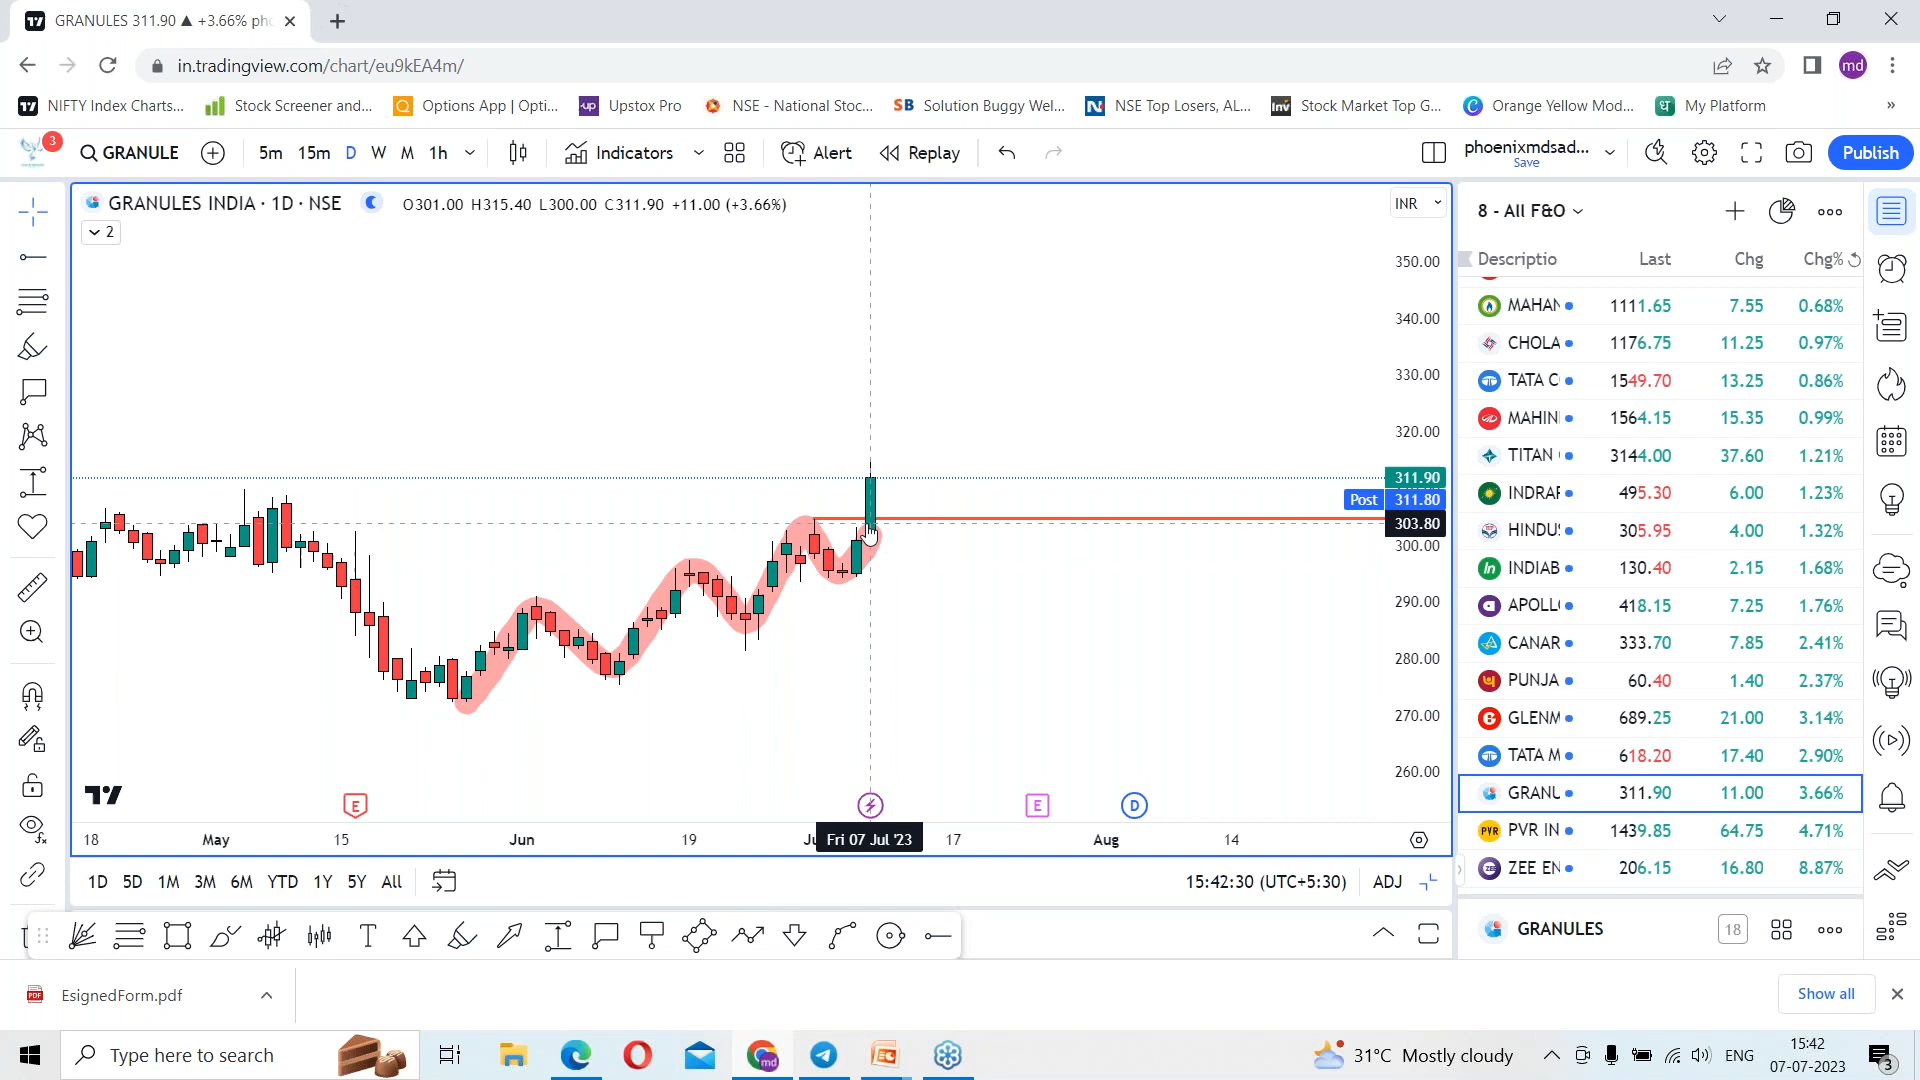 GRANULES 311.90 ▲ +3.66% pho
in.tradingview.com/chart/eu9kEA4m/
md
NIFTY Index Charts... Stock Screener and... Options App | Opti... Upstox Pro NSE - National Stoc... SB Solution Buggy Wel... NSE Top Losers, AL... Inv Stock Market Top G... Orange Yellow Mod... My Platform »
3 GRANULE 5m 15m D W M 1h Indicators Alert Replay phoenixmdsad... Save Publish
GRANULES INDIA · 1D · NSE O301.00 H315.40 L300.00 C311.90 +11.00 (+3.66%) INR
2
350.00
340.00
330.00
320.00
311.90
Post 311.80
303.80
300.00
290.00
280.00
270.00
260.00
E E D
18 May 15 Jun 19 Ju Fri 07 Jul '23 17 Aug 14
1D 5D 1M 3M 6M YTD 1Y 5Y All 15:42:30 (UTC+5:30) ADJ
8 - All F&O
Descriptio Last Chg Chg%
MAHAN 1111.65 7.55 0.68%
CHOLA 1176.75 11.25 0.97%
TATA C 1549.70 13.25 0.86%
MAHIN 1564.15 15.35 0.99%
TITAN 3144.00 37.60 1.21%
INDRAP 495.30 6.00 1.23%
HINDUS 305.95 4.00 1.32%
INDIAB 130.40 2.15 1.68%
APOLLO 418.15 7.25 1.76%
CANAR 333.70 7.85 2.41%
PUNJA 60.40 1.40 2.37%
GLENM 689.25 21.00 3.14%
TATA M 618.20 17.40 2.90%
GRANU 311.90 11.00 3.66%
PVR IN 1439.85 64.75 4.71%
ZEE EN 206.15 16.80 8.87%
GRANULES 18
EsignedForm.pdf
Show all
Type here to search
31°C Mostly cloudy ENG
15:42
07-07-2023
3